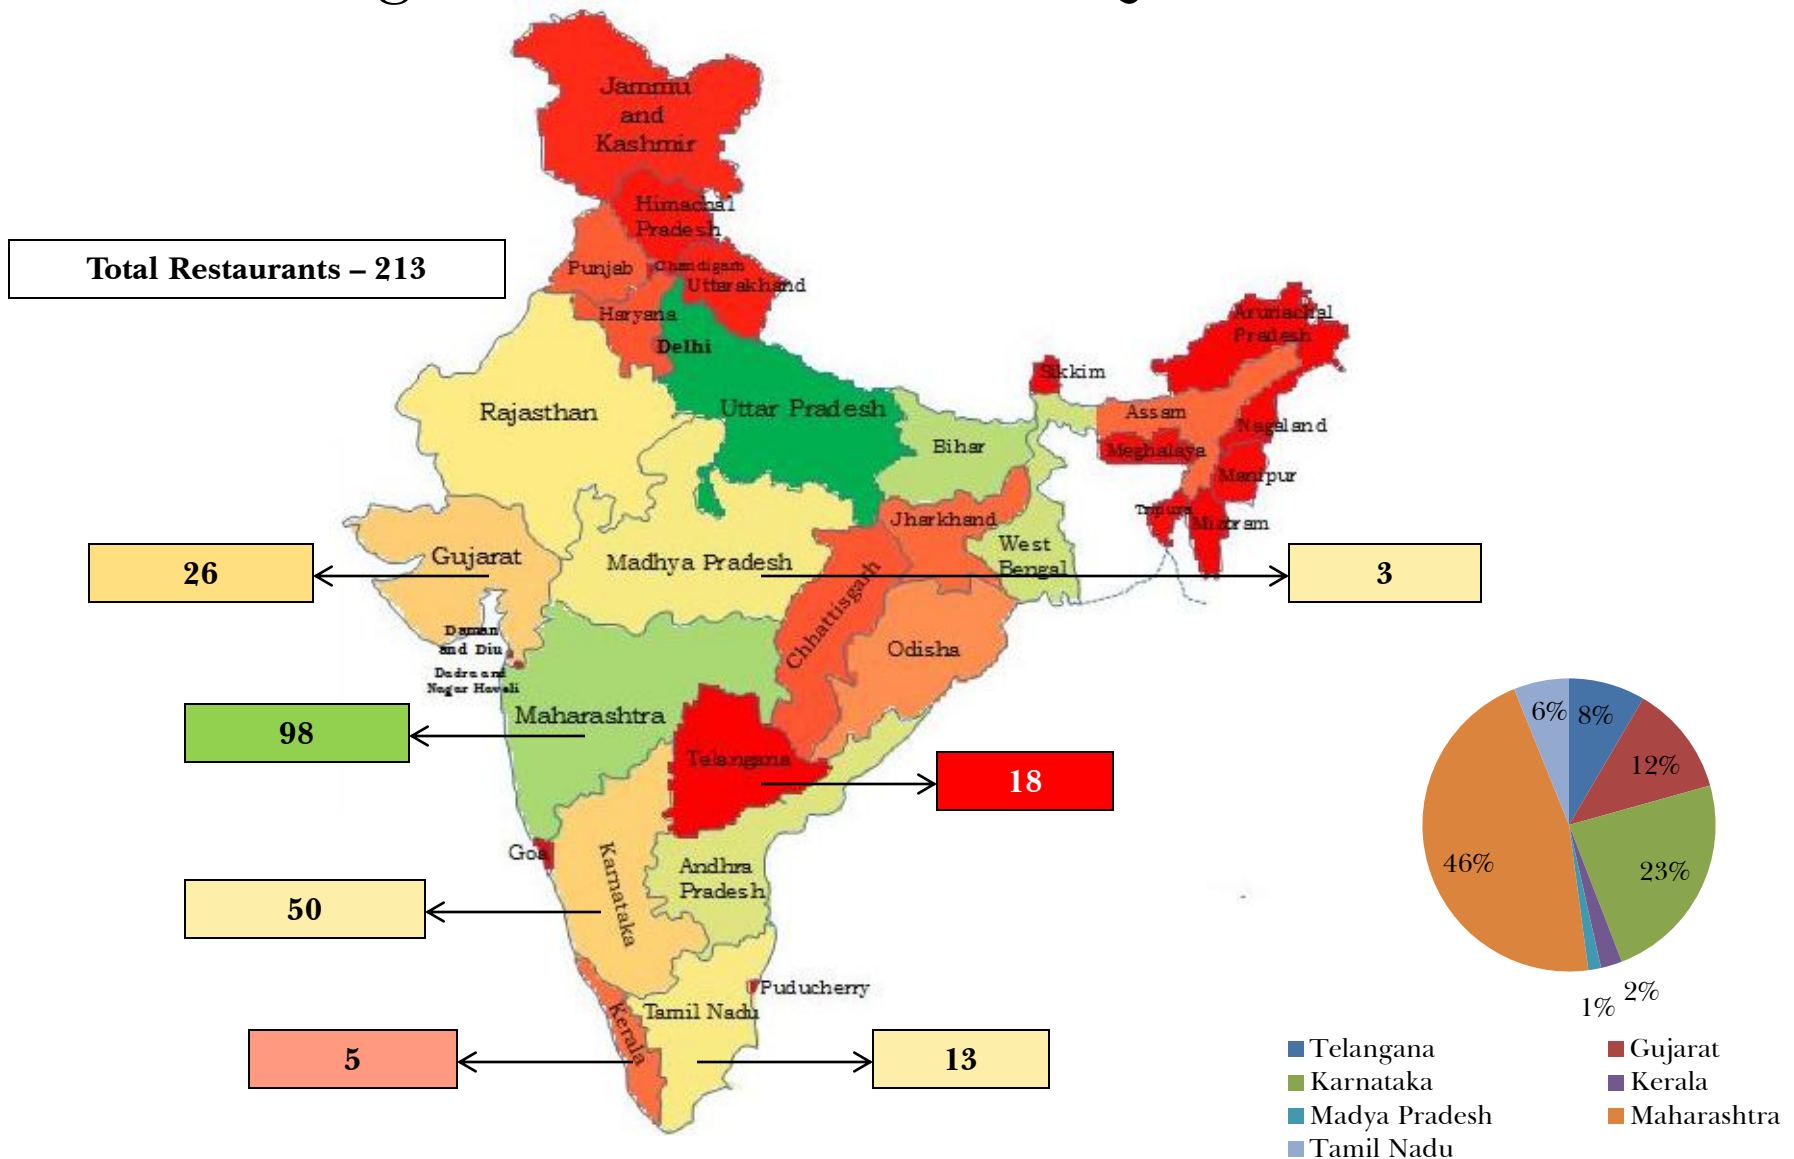 Jammu
and
Kashmir
Himachal
Pradesh
Total Restaurants – 213
Punjab
Chandigarh
Uttarakhand
Haryana
Delhi
Arunachal
Pradesh
Sikkim
Rajasthan
Uttar Pradesh
Assam
Nagaland
Bihar
Meghalaya
Manipur
Tripura
Mizoram
Jharkhand
West
Bengal
Gujarat
Madhya Pradesh
26
3
Chhattisgarh
Daman
and Diu
Dadra and
Nagar Haveli
Odisha
Maharashtra
98
Telangana
18
Goa
Karnataka
Andhra
Pradesh
50
Puducherry
Tamil Nadu
Kerala
5
13
6%
8%
12%
46%
23%
1%
2%
Telangana
Gujarat
Karnataka
Kerala
Madya Pradesh
Maharashtra
Tamil Nadu